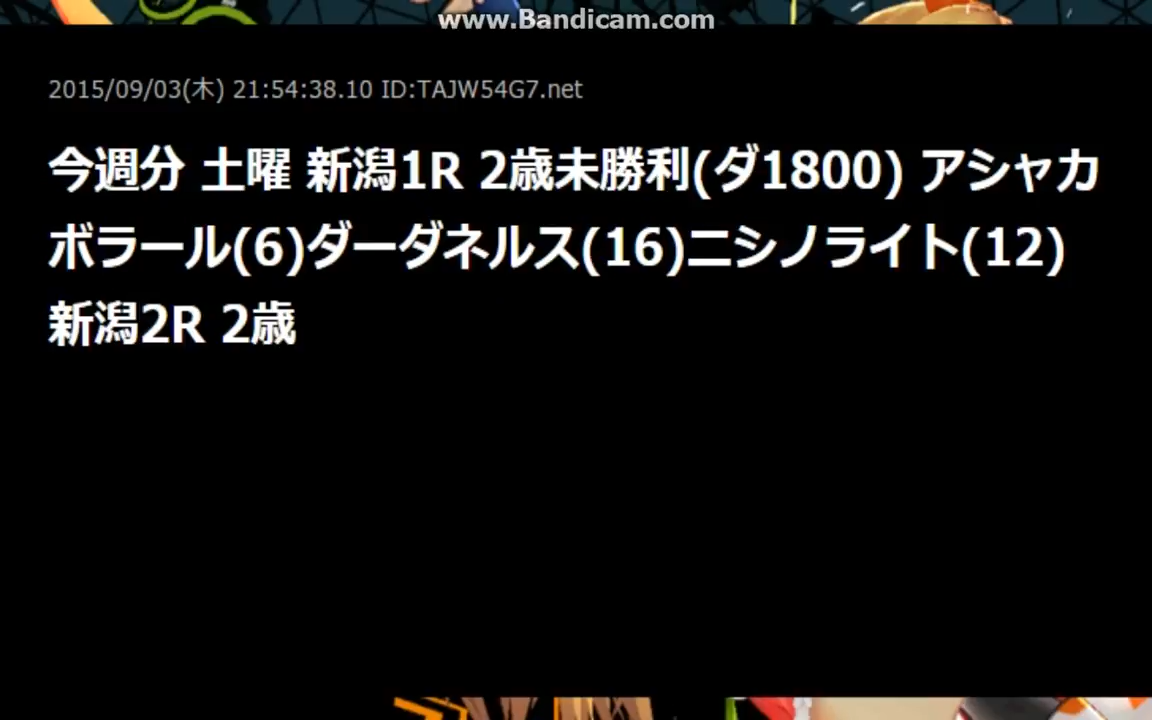 www.Bandicam.com
2015/09/03(木) 21:54:38.10 ID:TAJW54G7.net
今週分 土曜 新潟1R 2歳未勝利(ダ1800) アシャカ
ボラール(6)ダーダネルス(16)ニシノライト(12)
新潟2R 2歳